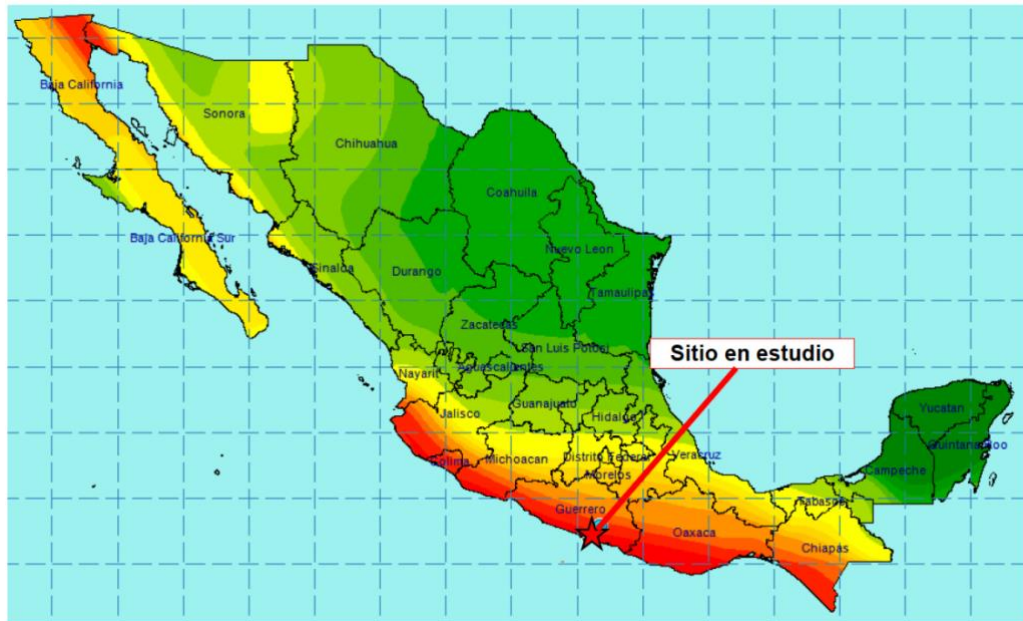 Baja California
Sonora
Chihuahua
Coahuila
Baja California Sur
Nuevo Leon
Sinaloa
Durango
Tamaulipas
Zacatecas
San Luis Potosi
Sitio en estudio
Nayarit
Aguascalientes
Jalisco
Guanajuato
Hidalgo
Yucatan
Quintana Roo
Colima
Michoacan
Distrito Federal
Veracruz
Campeche
Morelos
Tabasco
Guerrero
Oaxaca
Chiapas